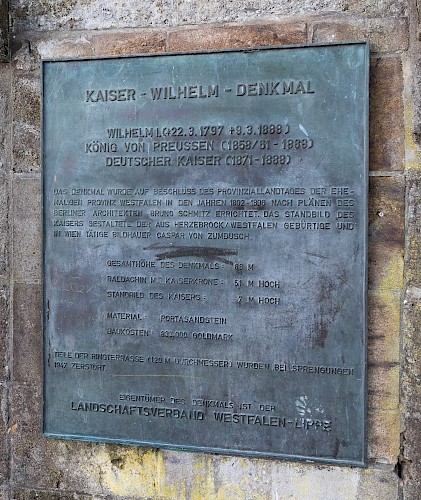 KAISER - WILHELM - DENKMAL
WILHELM I. (*22.3.1797 +9.3.1888)
KÖNIG VON PREUSSEN (1858/61 - 1888)
DEUTSCHER KAISER (1871-1888)
DAS DENKMAL WURDE AUF BESCHLUSS DES PROVINZIALLANDTAGES DER EHE-
MALIGEN PROVINZ WESTFALEN IN DEN JAHREN 1892-1896 NACH PLÄNEN DES
BERLINER ARCHITEKTEN BRUNO SCHMITZ ERRICHTET. DAS STANDBILD DES
KAISERS GESTALTETE DER AUS HERZEBROCK/WESTFALEN GEBÜRTIGE UND
IN WIEN TÄTIGE BILDHAUER CASPAR VON ZUMBUSCH
GESAMTHÖHE DES DENKMALS: 88 M
BALDACHIN MIT KAISERKRONE: 51 M HOCH
STANDBILD DES KAISERS: 7 M HOCH
MATERIAL: PORTASANDSTEIN
BAUKOSTEN: 833,000 GOLDMARK
TEILE DER RINGTERRASSE ( M DURCHMESSER) WURDEN BEI SPRENGUNGEN
ZERSTÖRT
EIGENTÜMER DES DENKMALS IST DER
LANDSCHAFTSVERBAND WESTFALEN-LIPPE